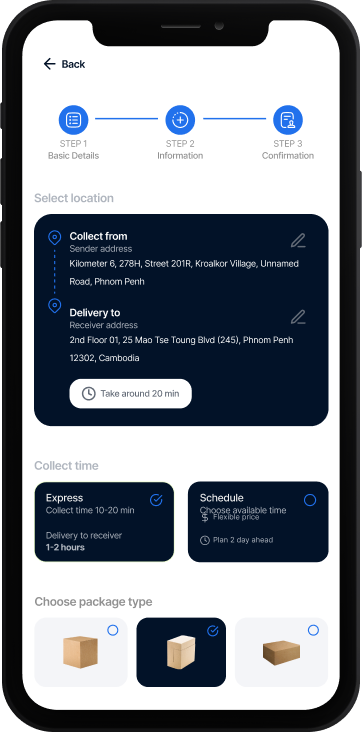 Back
STEP 1
Basic Details
STEP 2
Information
STEP 3
Confirmation
Select location
Collect from
Sender address
Kilometer 6, 278H, Street 201R, Kroalkor Village, Unnamed
Road, Phnom Penh
Delivery to
Receiver address
2nd Floor 01, 25 Mao Tse Toung Blvd (245), Phnom Penh
12302, Cambodia
Take around 20 min
Collect time
Express
Collect time 10-20 min
Delivery to receiver
1-2 hours
Schedule
Choose available time
$ Flexible price
Plan 2 day ahead
Choose package type